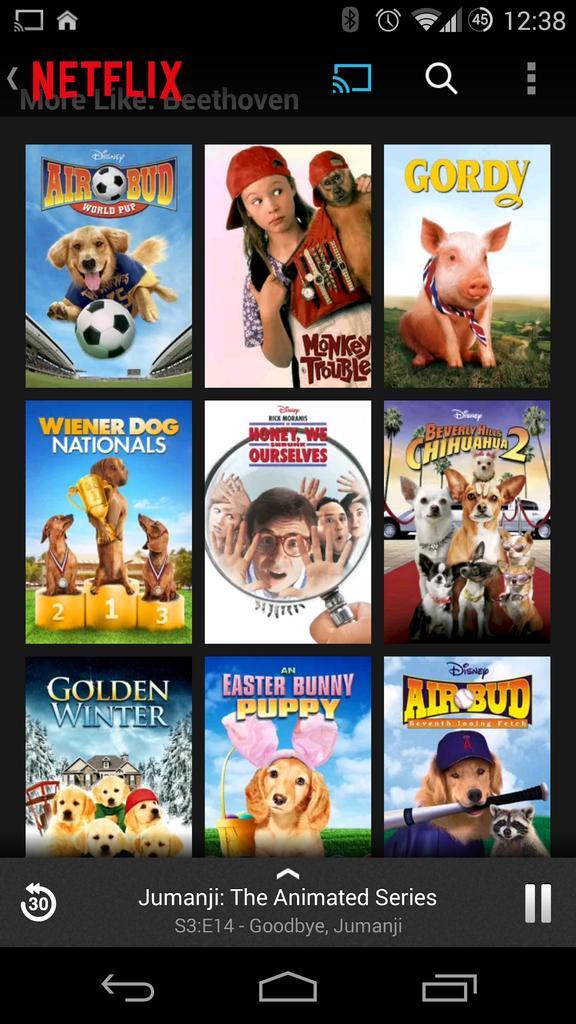 45 12:38
NETFLIX
More Like: Beethoven
Disney
AIR BUD
WORLD PUP
MONKEY
TROUBLE
GORDY
WIENER DOG
NATIONALS
2 1 3
Disney
RICK MORANIS
HONEY, WE
SHRUNK
OURSELVES
Disney
BEVERLY HILLS
CHIHUAHUA 2
GOLDEN
WINTER
AN
EASTER BUNNY
PUPPY
Disney
AIR BUD
Seventh Inning Fetch
A
30
Jumanji: The Animated Series
S3:E14 - Goodbye, Jumanji